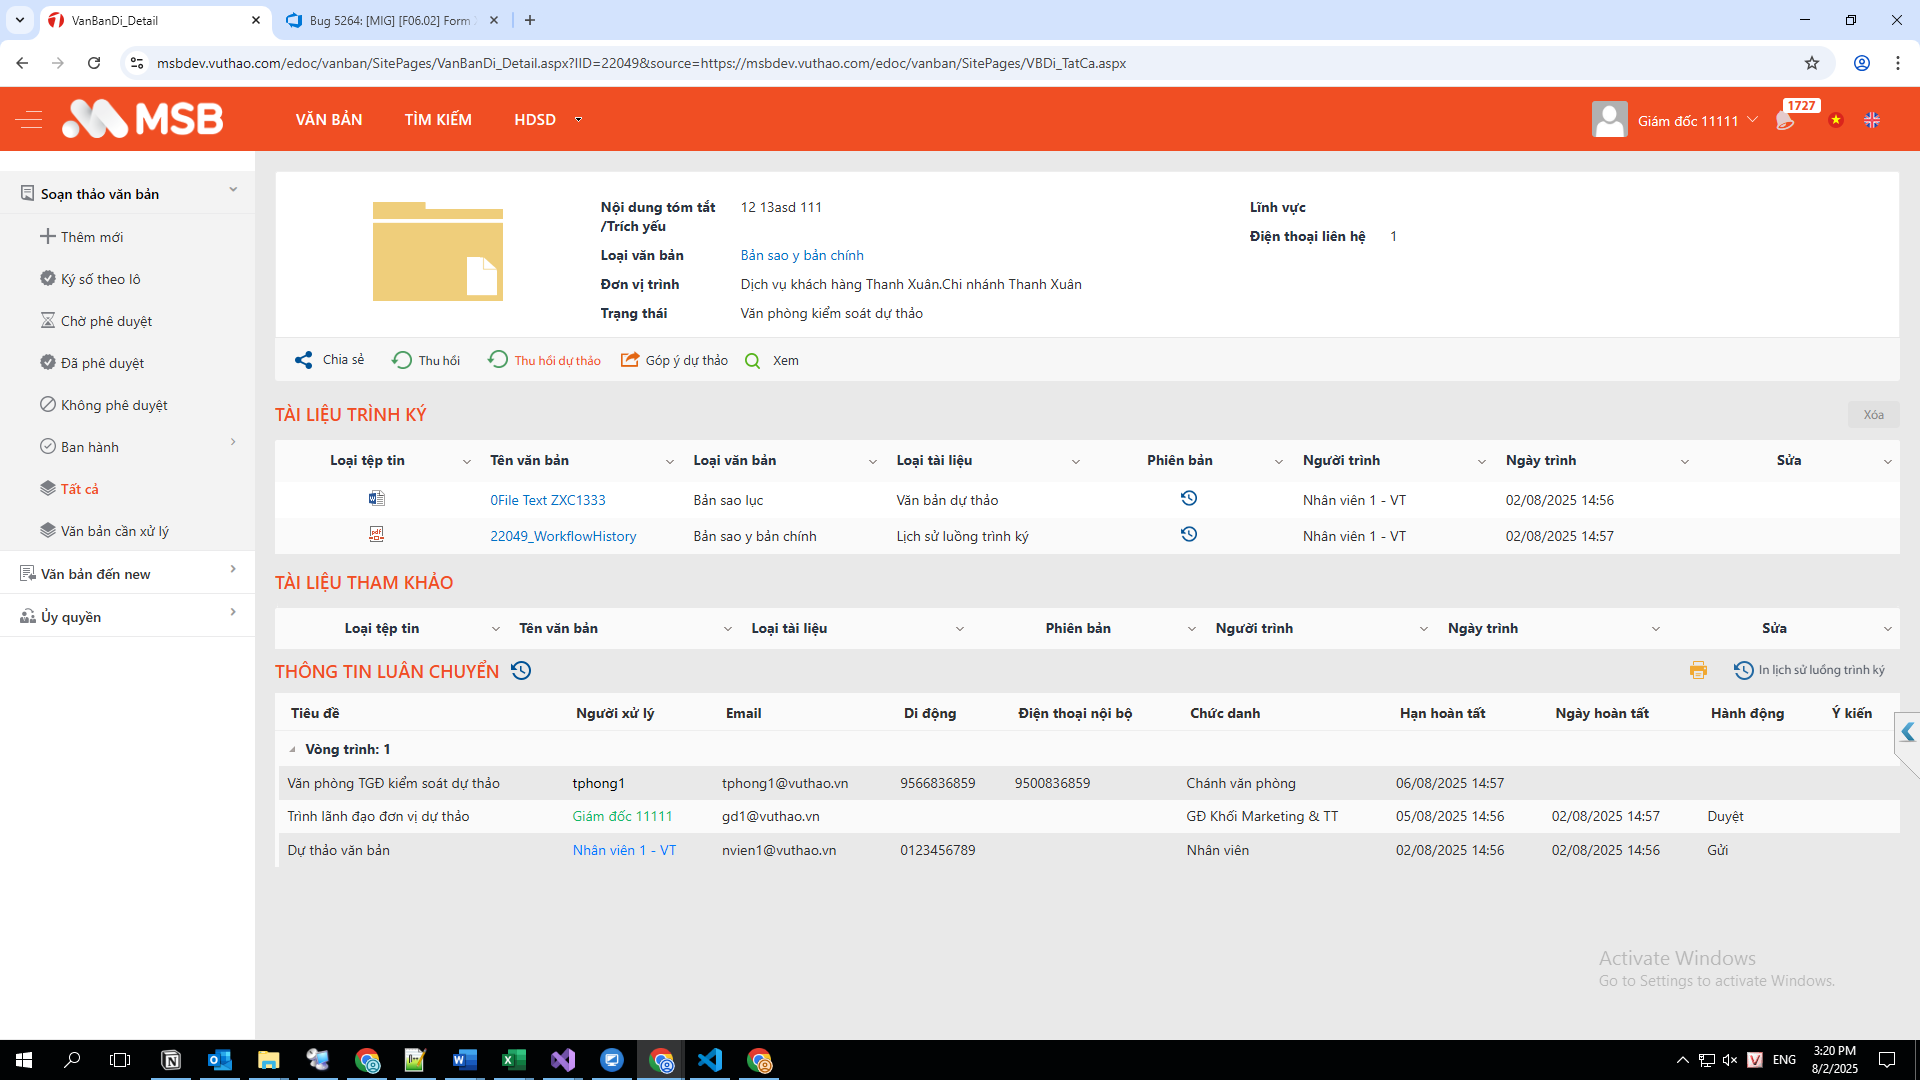 VanBanDi_Detail
Bug 5264: [MIG] [F06.02] Form
msbdev.vuthao.com/edoc/vanban/SitePages/VanBanDi_Detail.aspx?IID=22049&source=https://msbdev.vuthao.com/edoc/vanban/SitePages/VBDi_TatCa.aspx
MSB
VĂN BẢN
TÌM KIẾM
HDSD
Giám đốc 11111
1727
Soạn thảo văn bản
Thêm mới
Ký số theo lô
Chờ phê duyệt
Đã phê duyệt
Không phê duyệt
Ban hành
Tất cả
Văn bản cần xử lý
Văn bản đến new
Ủy quyền
Nội dung tóm tắt /Trích yếu 12 13asd 111
Loại văn bản Bản sao y bản chính
Đơn vị trình Dịch vụ khách hàng Thanh Xuân.Chi nhánh Thanh Xuân
Trạng thái Văn phòng kiểm soát dự thảo
Lĩnh vực
Điện thoại liên hệ 1
Chia sẻ Thu hồi Thu hồi dự thảo Góp ý dự thảo Xem
TÀI LIỆU TRÌNH KÝ
Xóa
Loại tệp tin Tên văn bản Loại văn bản Loại tài liệu Phiên bản Người trình Ngày trình Sửa
0File Text ZXC1333 Bản sao lục Văn bản dự thảo Nhân viên 1 - VT 02/08/2025 14:56
22049_WorkflowHistory Bản sao y bản chính Lịch sử luồng trình ký Nhân viên 1 - VT 02/08/2025 14:57
TÀI LIỆU THAM KHẢO
Loại tệp tin Tên văn bản Loại tài liệu Phiên bản Người trình Ngày trình Sửa
THÔNG TIN LUÂN CHUYỂN
In lịch sử luồng trình ký
Tiêu đề Người xử lý Email Di động Điện thoại nội bộ Chức danh Hạn hoàn tất Ngày hoàn tất Hành động Ý kiến
Vòng trình: 1
Văn phòng TGĐ kiểm soát dự thảo tphong1 tphong1@vuthao.vn 9566836859 9500836859 Chánh văn phòng 06/08/2025 14:57
Trình lãnh đạo đơn vị dự thảo Giám đốc 11111 gd1@vuthao.vn GĐ Khối Marketing & TT 05/08/2025 14:56 02/08/2025 14:57 Duyệt
Dự thảo văn bản Nhân viên 1 - VT nvien1@vuthao.vn 0123456789 Nhân viên 02/08/2025 14:56 02/08/2025 14:56 Gửi
Activate Windows
Go to Settings to activate Windows.
ENG
3:20 PM
8/2/2025